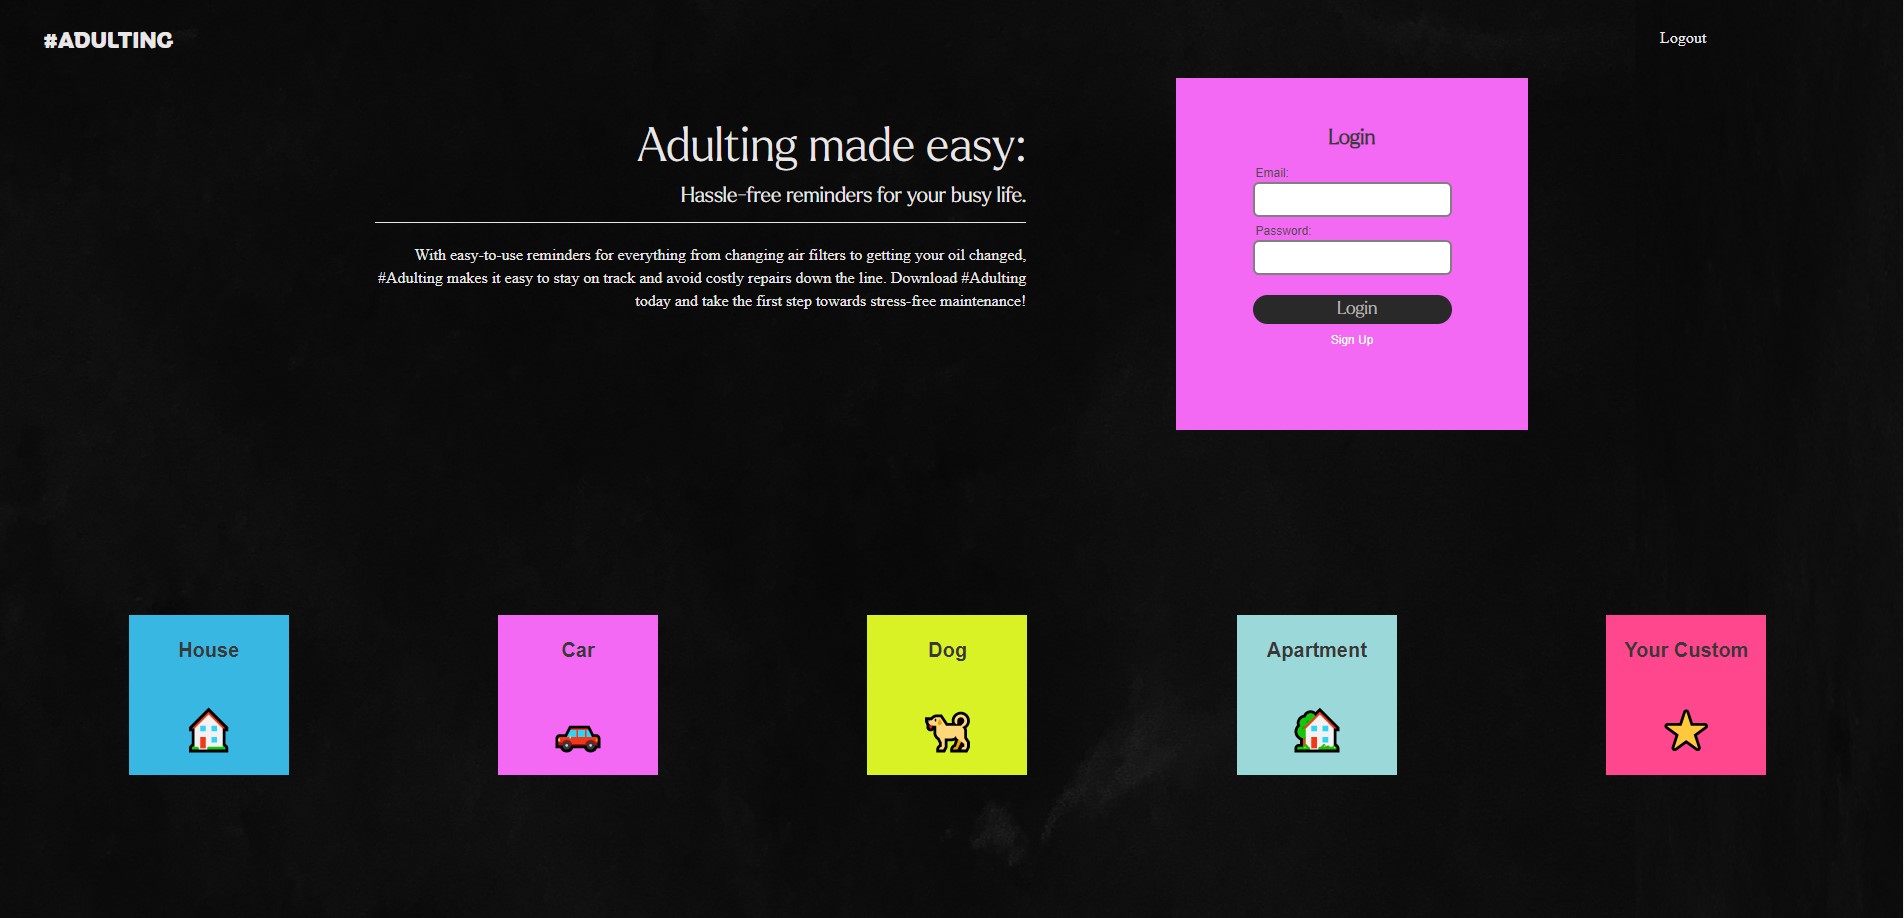 #ADULTING
Logout
Adulting made easy:
Hassle-free reminders for your busy life.
With easy-to-use reminders for everything from changing air filters to getting your oil changed,
#Adulting makes it easy to stay on track and avoid costly repairs down the line. Download #Adulting
today and take the first step towards stress-free maintenance!
Login
Email:
Password:
Login
Sign Up
House
Car
Dog
Apartment
Your Custom